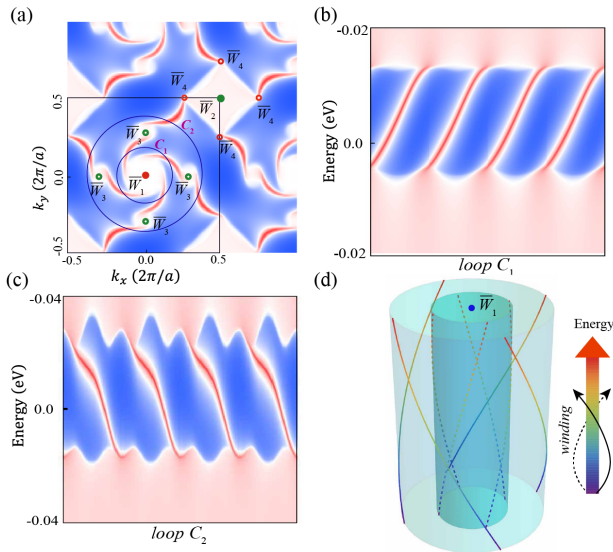 (a)
W̅₄
0.5
W̅₄
W̅₂
W̅₄
W̅₃
C₂
C₁
W̅₄
k_y (2π/a)
0.0
W̅₃
W̅₁
W̅₃
W̅₃
-0.5
-0.5
0.0
0.5
k_x (2π/a)
(b)
-0.02
Energy (eV)
0.0
-0.02
loop C₁
(c)
-0.04
Energy (eV)
0.0
-0.04
loop C₂
(d)
W̅₁
Energy
winding